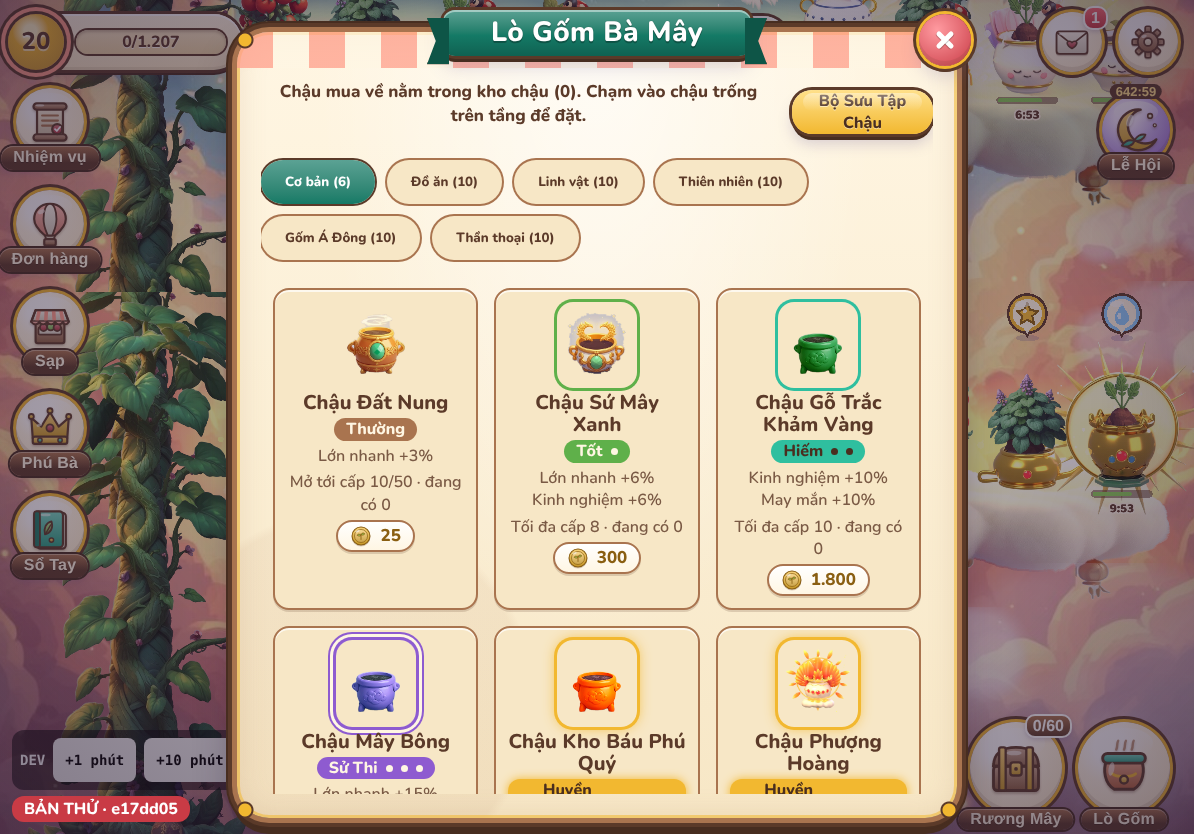 Lò Gốm Bà Mây
20
0/1.207
1
642:59
6:53
Lễ Hội
Nhiệm vụ
Đơn hàng
Sạp
Phú Bà
Sổ Tay
Chậu mua về nằm trong kho chậu (0). Chạm vào chậu trống
trên tầng để đặt.
Bộ Sưu Tập
Chậu
Cơ bản (6)
Đồ ăn (10)
Linh vật (10)
Thiên nhiên (10)
Gốm Á Đông (10)
Thần thoại (10)
Chậu Đất Nung
Thường
Lớn nhanh +3%
Mở tới cấp 10/50 · đang
có 0
25
Chậu Sứ Mây
Xanh
Tốt
Lớn nhanh +6%
Kinh nghiệm +6%
Tối đa cấp 8 · đang có 0
300
Chậu Gỗ Trắc
Khảm Vàng
Hiếm
Kinh nghiệm +10%
May mắn +10%
Tối đa cấp 10 · đang có
0
1.800
9:53
Chậu Mây Bông
Sử Thi
Lớn nhanh +15%
Chậu Kho Báu Phú
Quý
Huyền
Chậu Phượng
Hoàng
Huyền
DEV
+1 phút
+10 phút
BẢN THỬ · e17dd05
0/60
Rương Mây
Lò Gốm